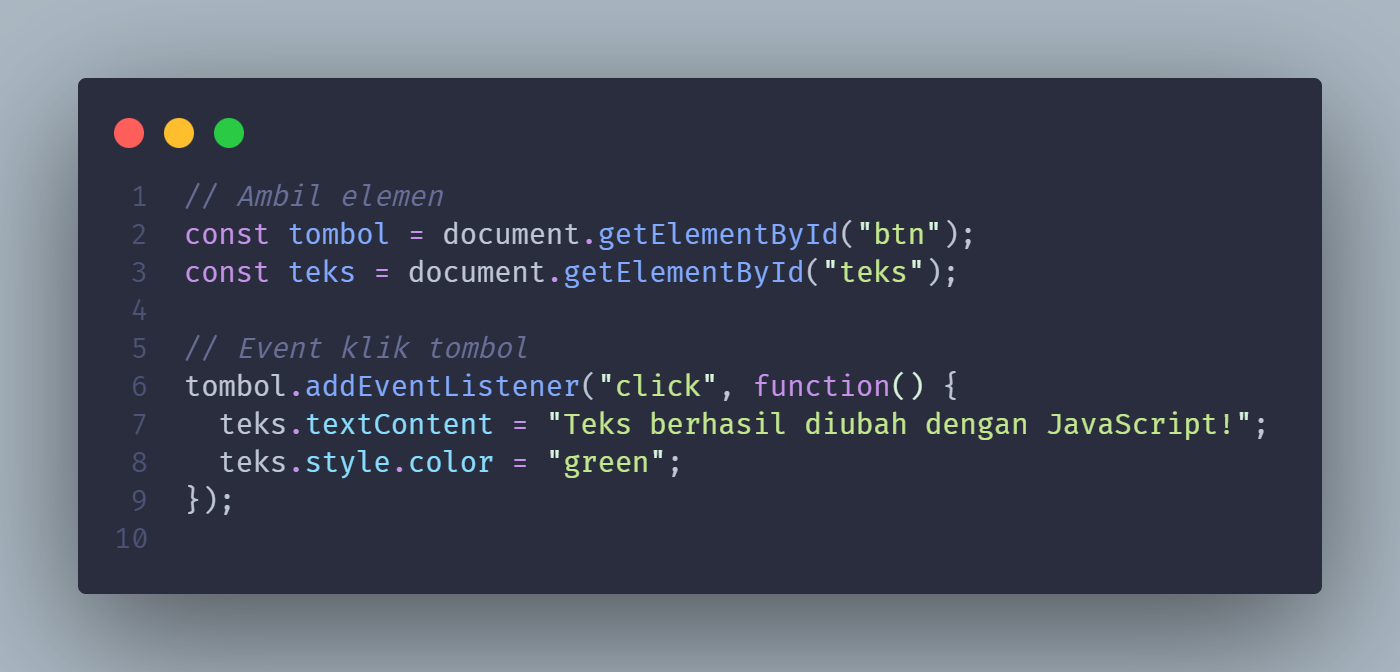 1 // Ambil elemen
2 const tombol = document.getElementById("btn");
3 const teks = document.getElementById("teks");
4
5 // Event klik tombol
6 tombol.addEventListener("click", function() {
7   teks.textContent = "Teks berhasil diubah dengan JavaScript!";
8   teks.style.color = "green";
9 });
10